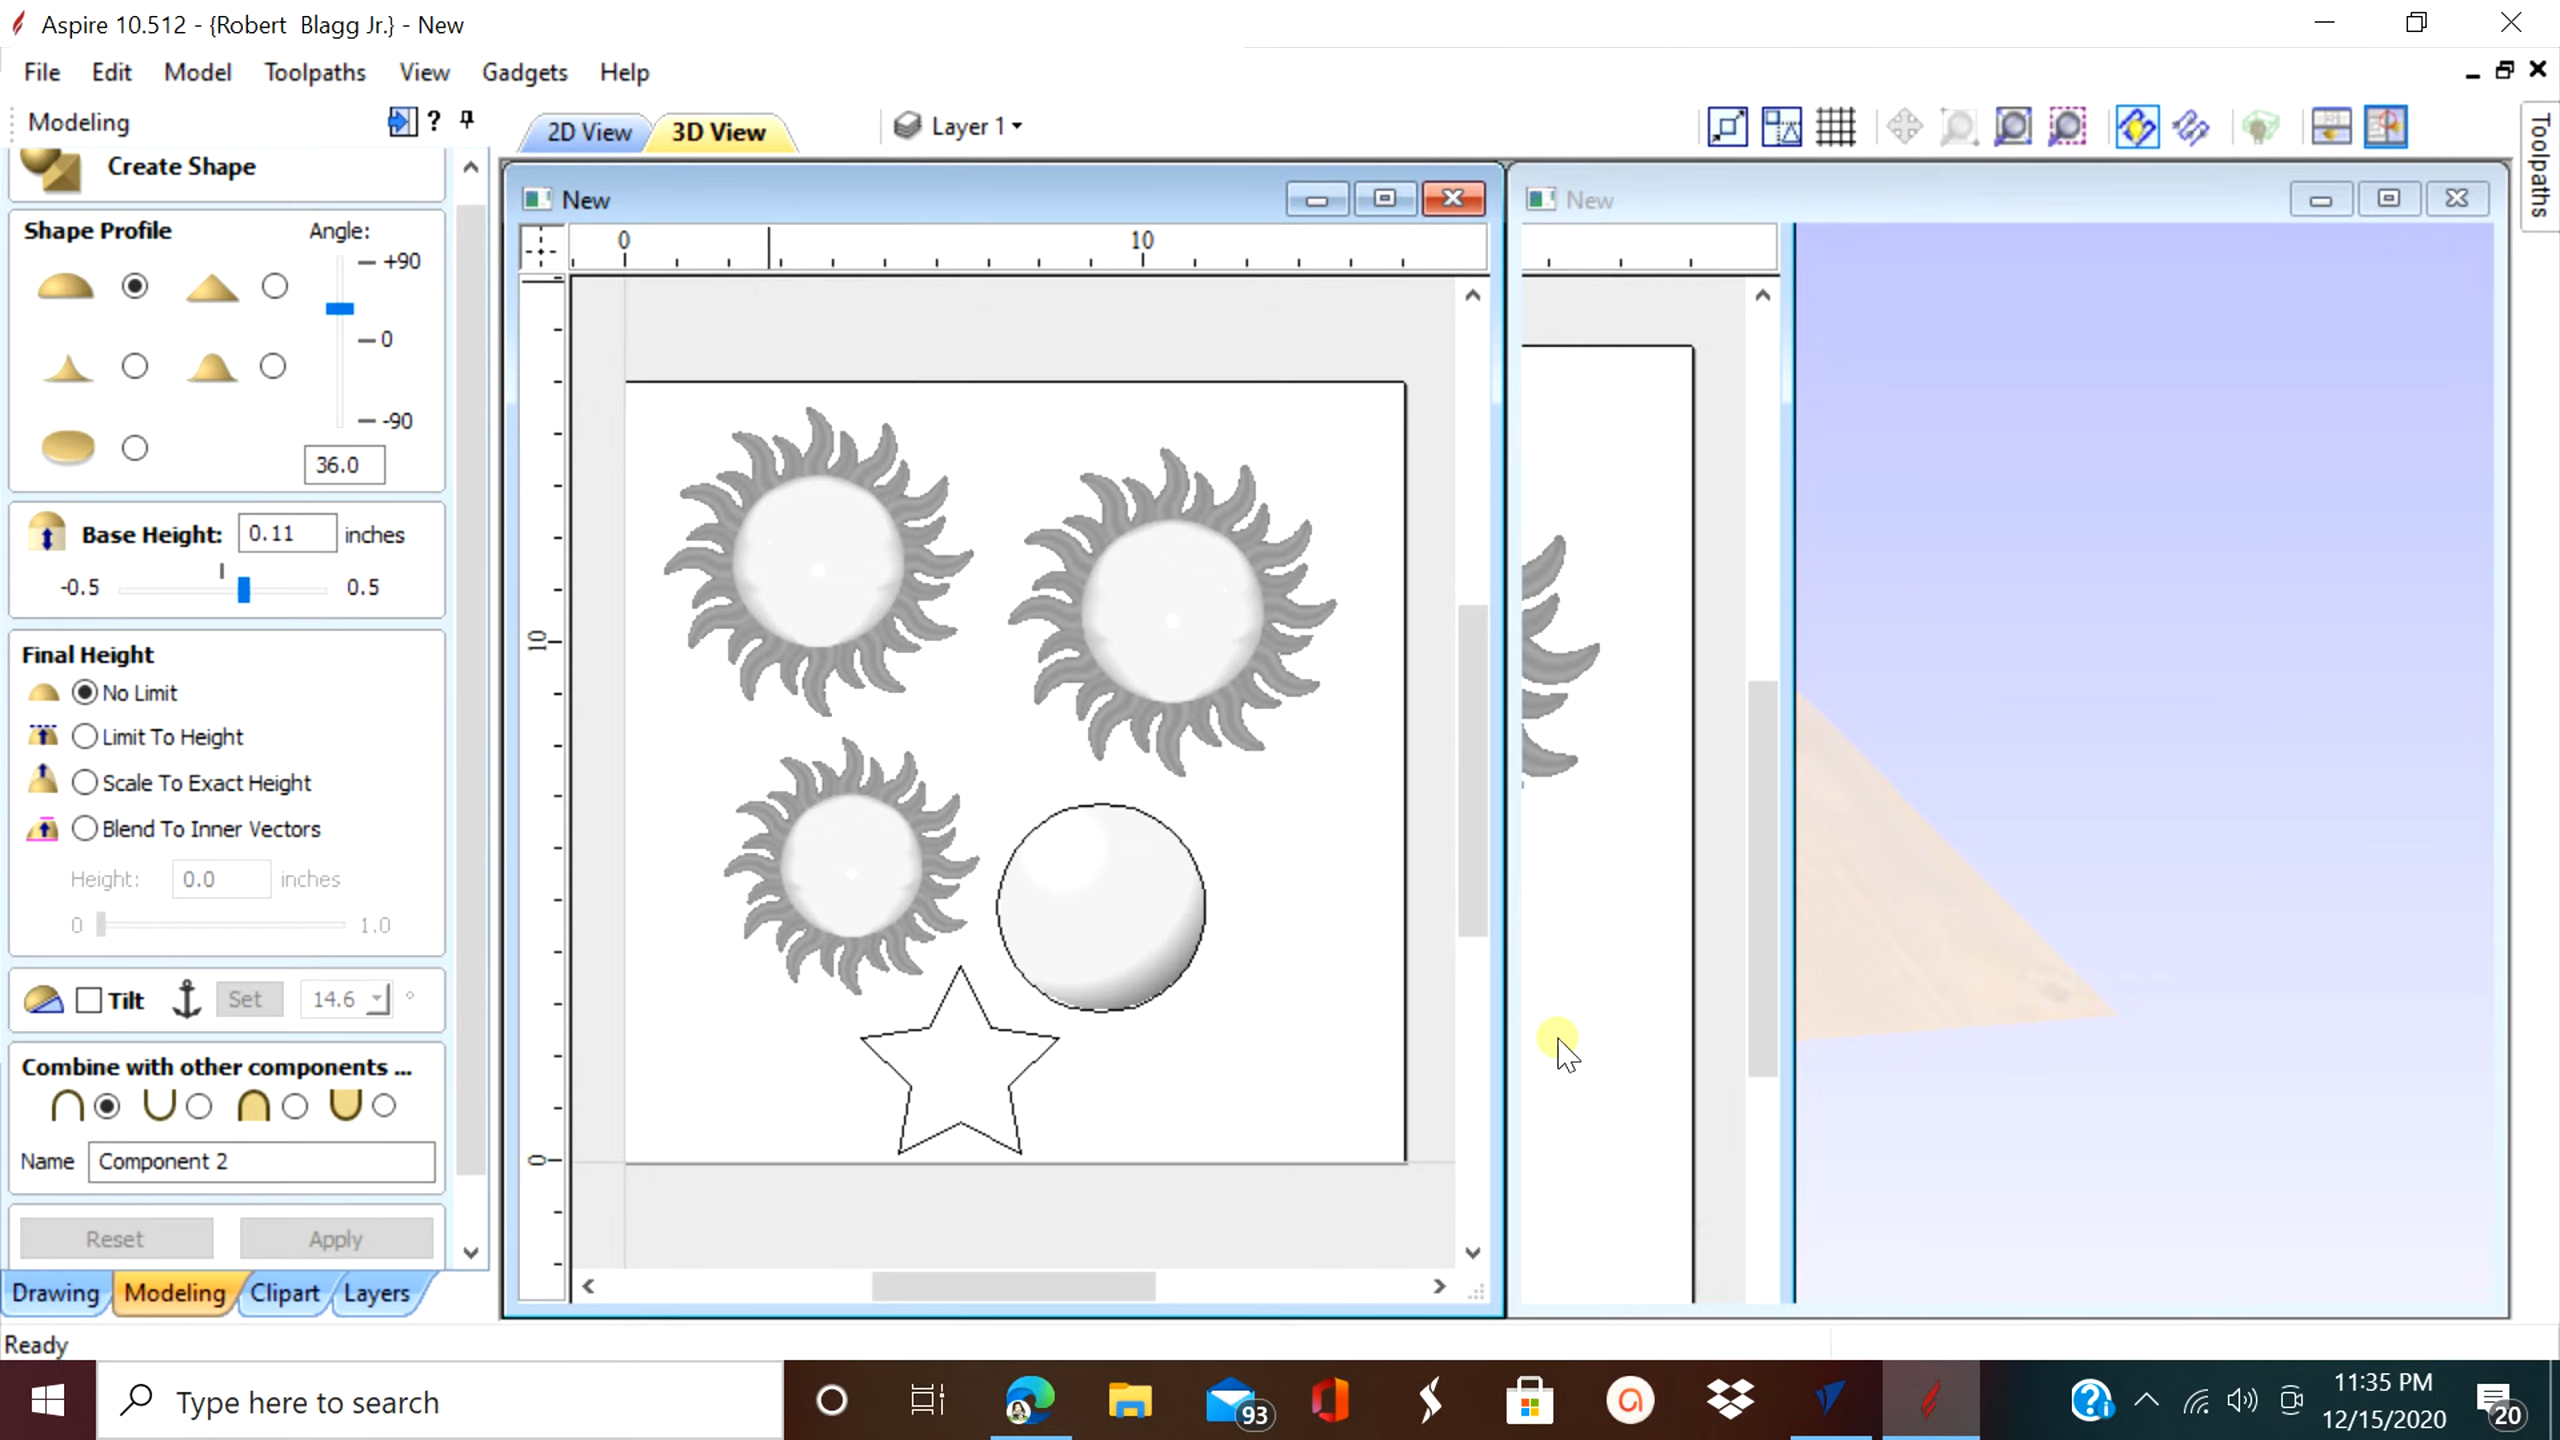 Aspire 10.512 - {Robert Blagg Jr.} - New
File Edit Model Toolpaths View Gadgets Help
Modeling ?
2D View 3D View Layer 1
Toolpaths
Create Shape
Shape Profile Angle:
+90
0
-90
36.0
Base Height: 0.11 inches
-0.5 0.5
Final Height
No Limit
Limit To Height
Scale To Exact Height
Blend To Inner Vectors
Height: 0.0 inches
0 1.0
Tilt Set 14.6 °
Combine with other components ...
Name Component 2
Reset Apply
Drawing Modeling Clipart Layers
New
0 10
10
0
New
Ready
Type here to search
93
11:35 PM
12/15/2020
20